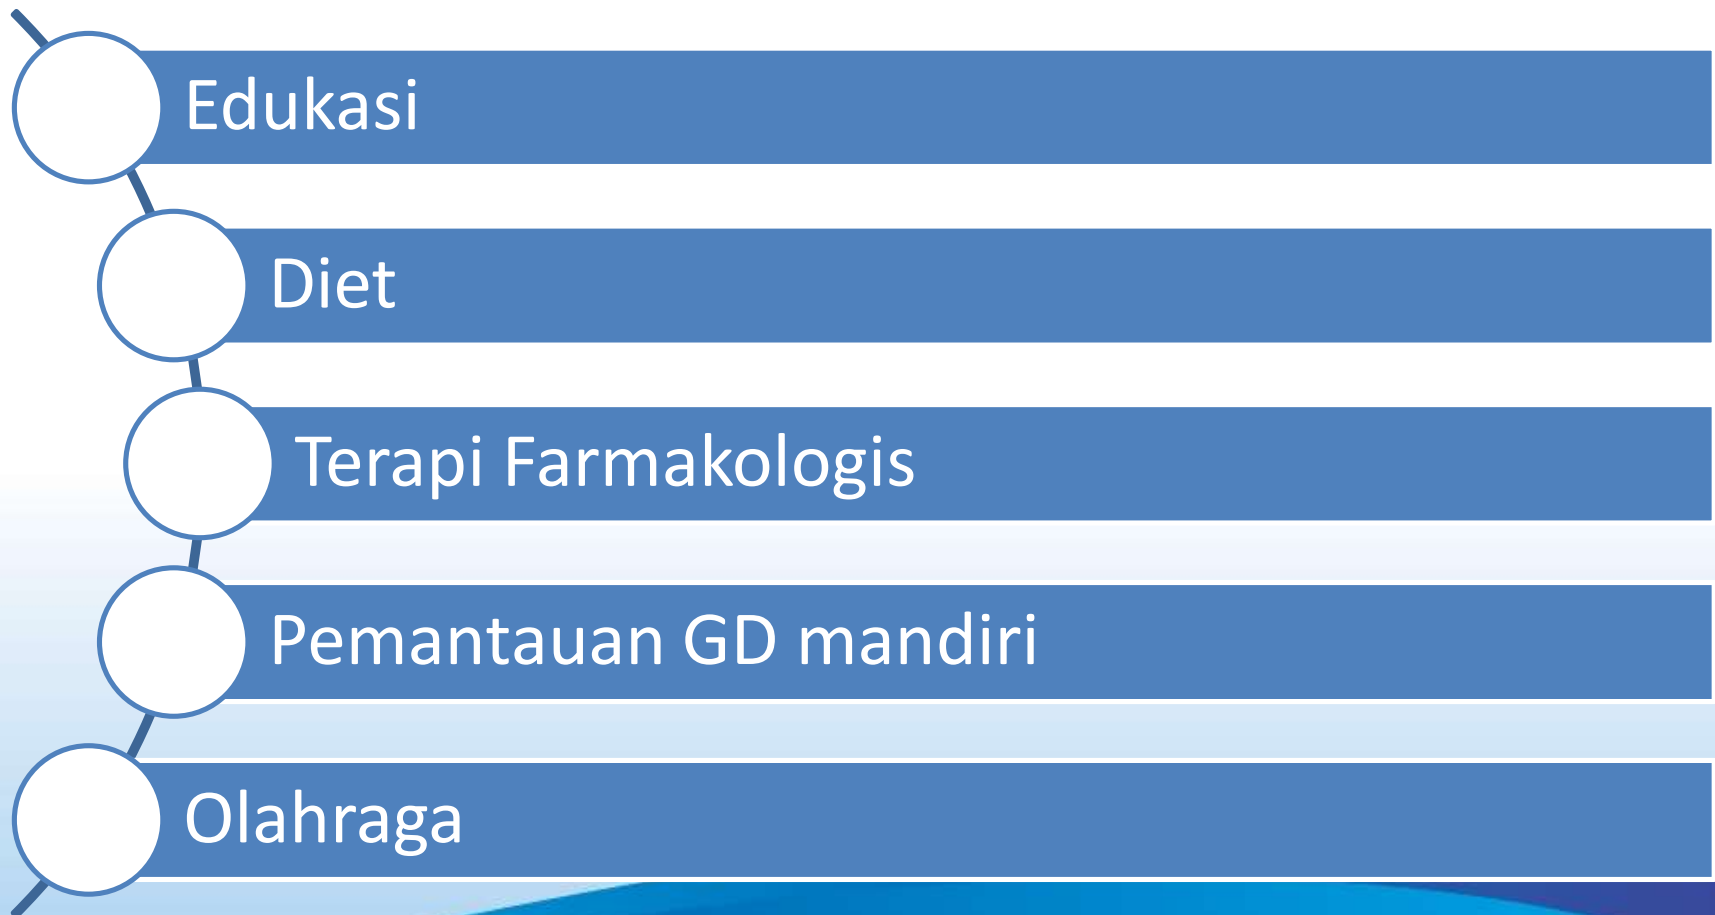 Edukasi
Diet
Terapi Farmakologis
Pemantauan GD mandiri
Olahraga